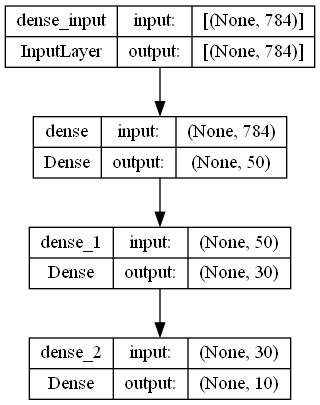 dense_input input: [(None, 784)]
InputLayer output: [(None, 784)]
dense input: (None, 784)
Dense output: (None, 50)
dense_1 input: (None, 50)
Dense output: (None, 30)
dense_2 input: (None, 30)
Dense output: (None, 10)